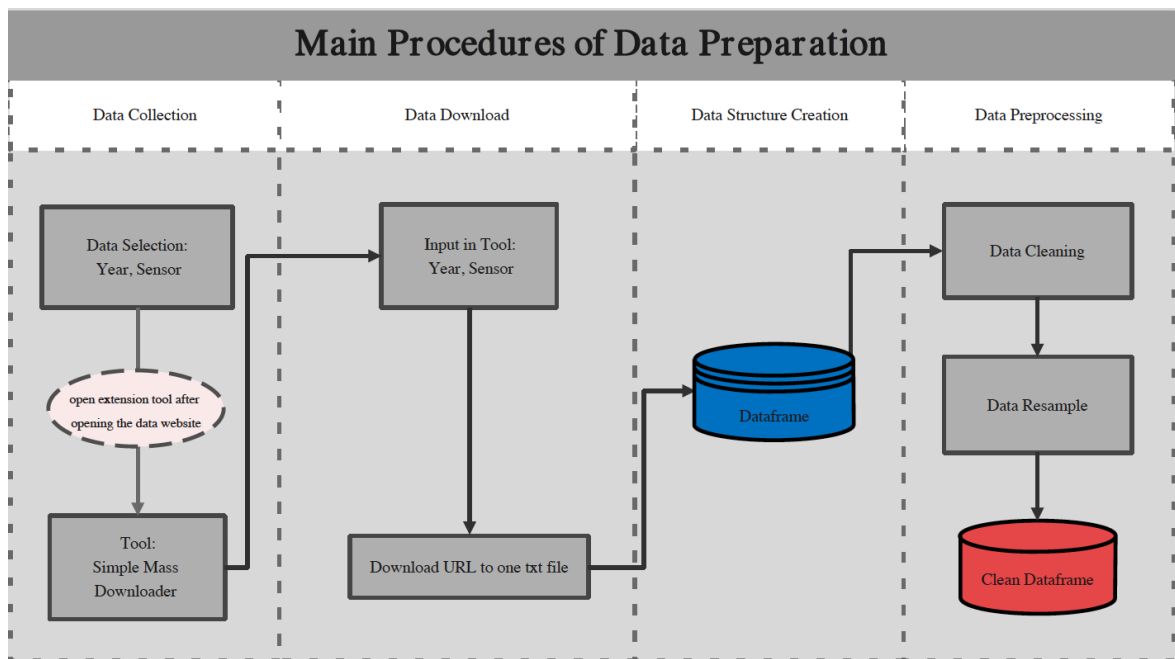 Main Procedures of Data Preparation
Data Collection
Data Download
Data Structure Creation
Data Preprocessing
Data Selection:
Year, Sensor
open extension tool after
opening the data website
Tool:
Simple Mass
Downloader
Input in Tool:
Year, Sensor
Download URL to one txt file
Dataframe
Data Cleaning
Data Resample
Clean Dataframe